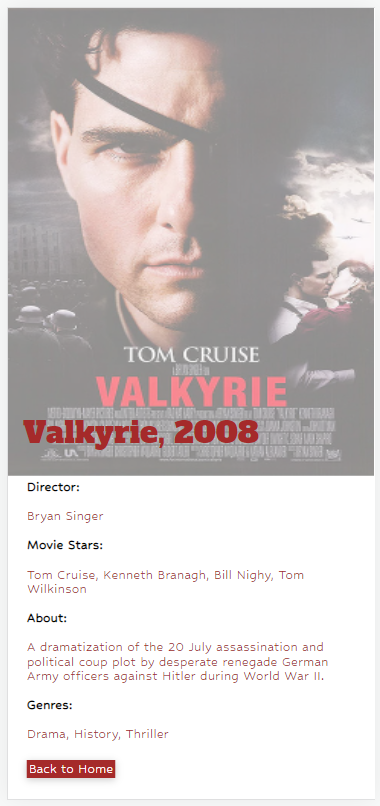 TOM CRUISE
VALKYRIE
Valkyrie, 2008
Director:
Bryan Singer
Movie Stars:
Tom Cruise, Kenneth Branagh, Bill Nighy, Tom
Wilkinson
About:
A dramatization of the 20 July assassination and
political coup plot by desperate renegade German
Army officers against Hitler during World War II.
Genres:
Drama, History, Thriller
Back to Home